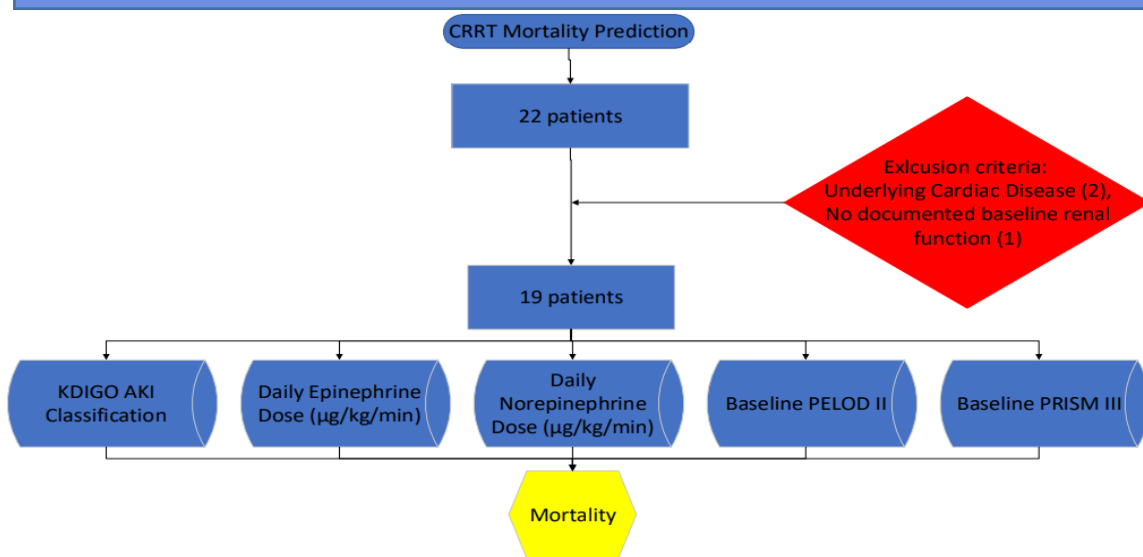 CRRT Mortality Prediction
22 patients
Exlcusion criteria:
Underlying Cardiac Disease (2),
No documented baseline renal
function (1)
19 patients
KDIGO AKI
Classification
Daily Epinephrine
Dose (µg/kg/min)
Daily
Norepinephrine
Dose (µg/kg/min)
Baseline PELOD II
Baseline PRISM III
Mortality